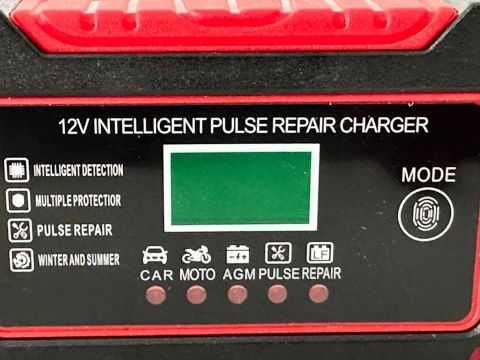 12V INTELLIGENT PULSE REPAIR CHARGER
INTELLIGENT DETECTION
MULTIPLE PROTECTIOR
PULSE REPAIR
WINTER AND SUMMER
MODE
LF
CAR MOTO AGM PULSE REPAIR